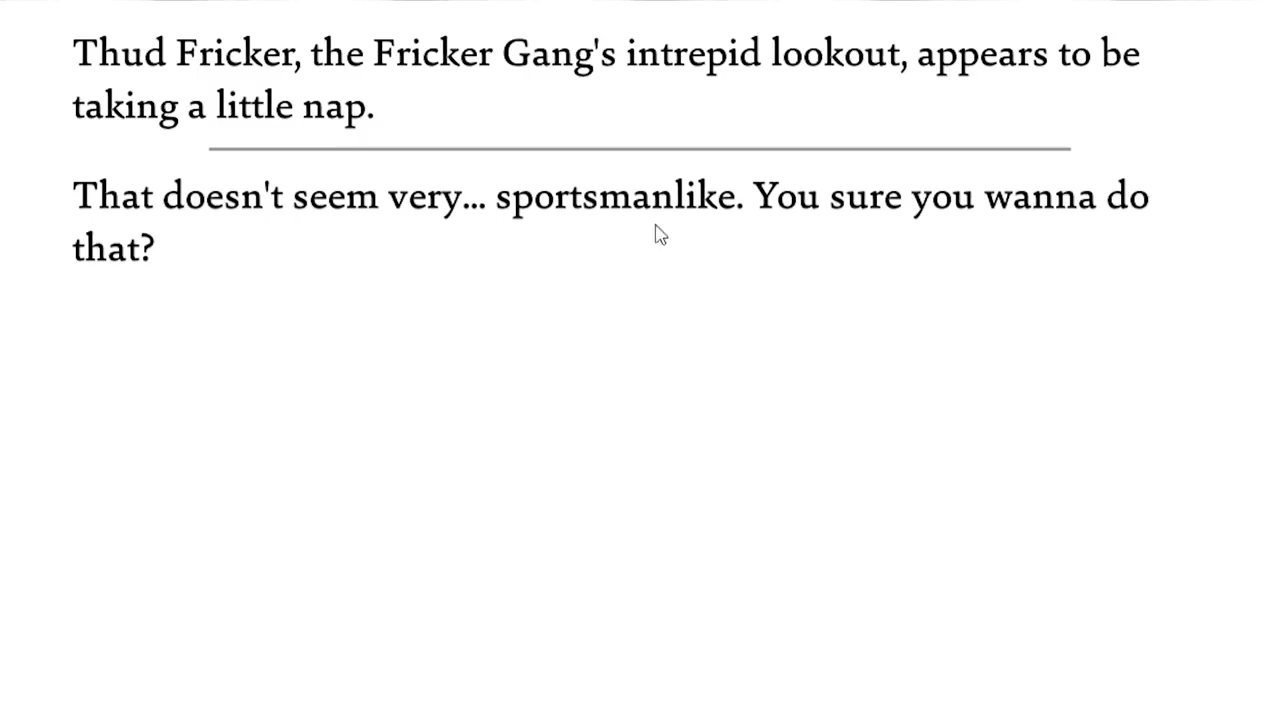 Thud Fricker, the Fricker Gang's intrepid lookout, appears to be
taking a little nap.
That doesn't seem very... sportsmanlike. You sure you wanna do
that?